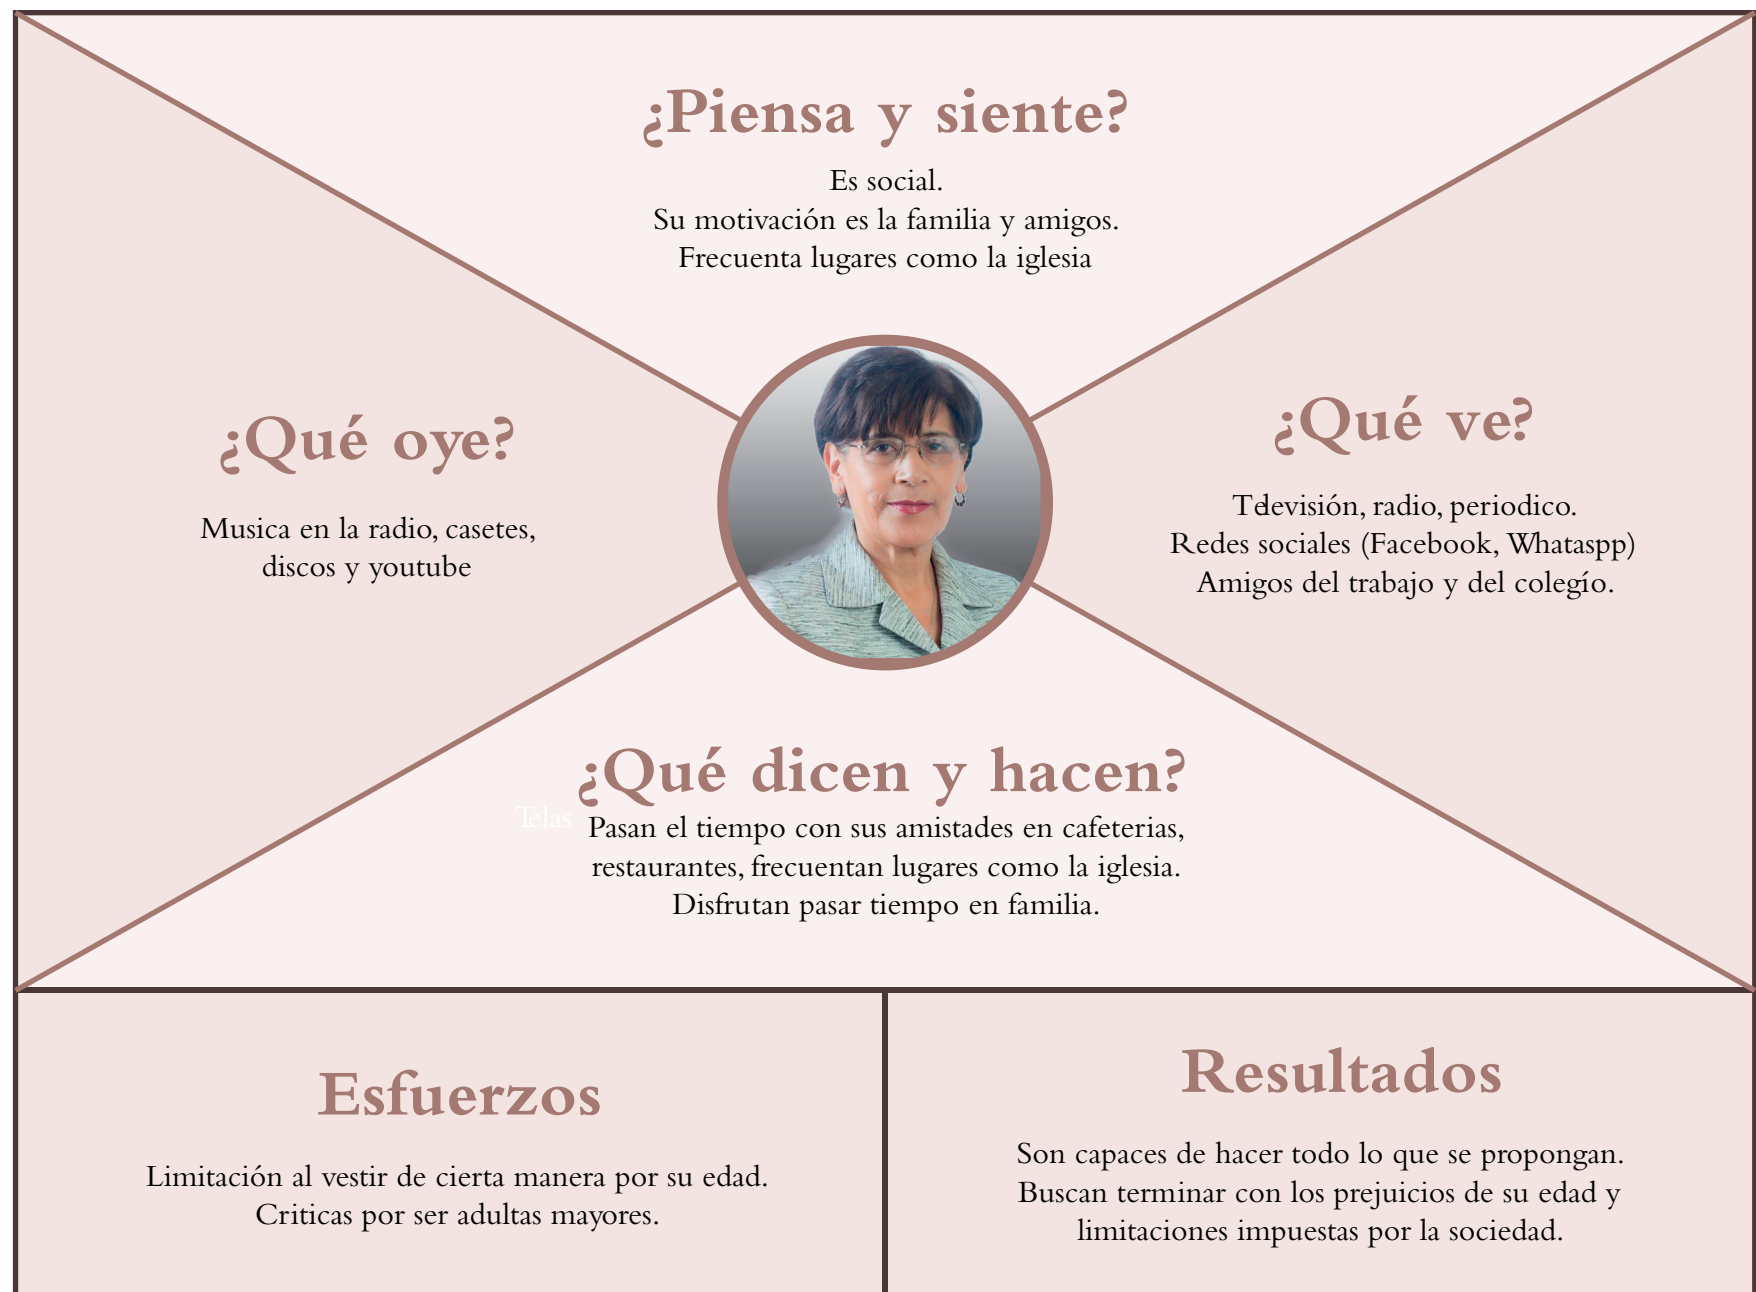 ¿Piensa y siente?
Es social.
Su motivación es la familia y amigos.
Frecuenta lugares como la iglesia
¿Qué oye?
Musica en la radio, casetes,
discos y youtube
¿Qué ve?
Televisión, radio, periodico.
Redes sociales (Facebook, Whataspp)
Amigos del trabajo y del colegío.
¿Qué dicen y hacen?
Telas
Pasan el tiempo con sus amistades en cafeterias,
restaurantes, frecuentan lugares como la iglesia.
Disfrutan pasar tiempo en familia.
Esfuerzos
Limitación al vestir de cierta manera por su edad.
Criticas por ser adultas mayores.
Resultados
Son capaces de hacer todo lo que se propongan.
Buscan terminar con los prejuicios de su edad y
limitaciones impuestas por la sociedad.